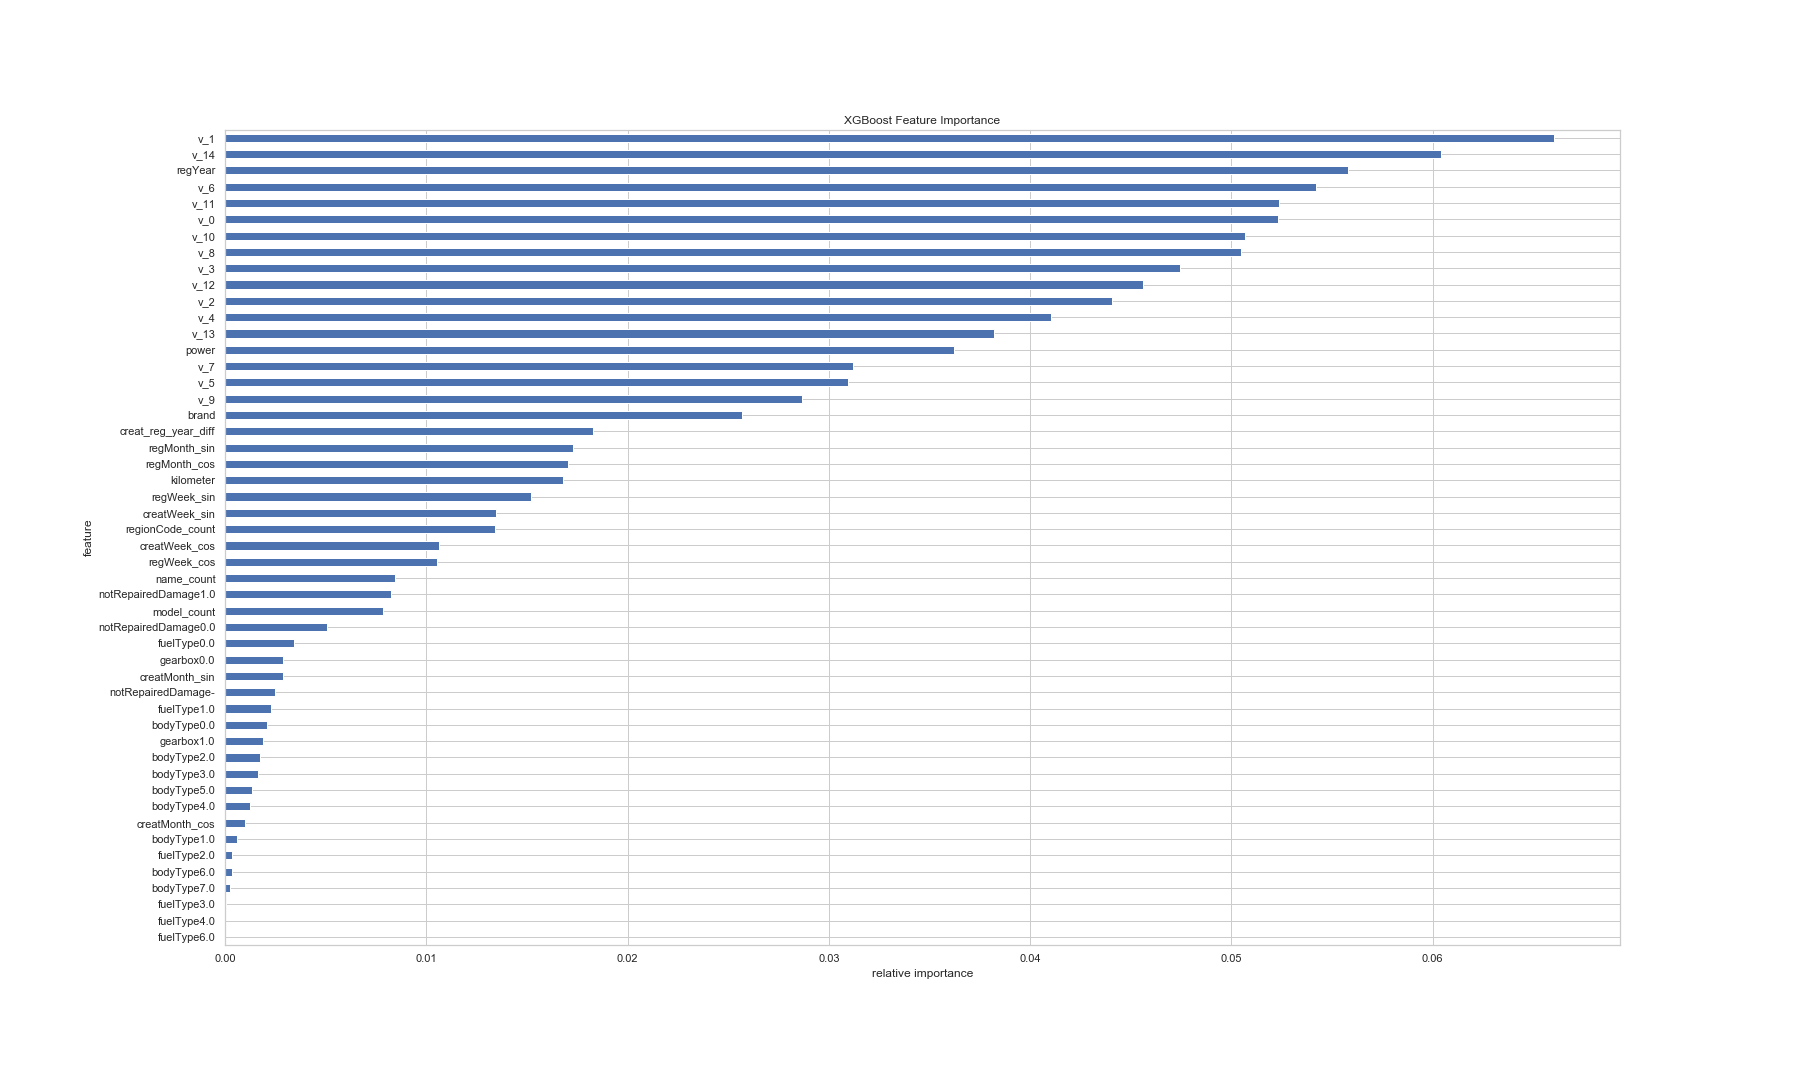 XGBoost Feature Importance
v_1
v_14
regYear
v_6
v_11
v_0
v_10
v_8
v_3
v_12
v_2
v_4
v_13
power
v_7
v_5
v_9
brand
creat_reg_year_diff
regMonth_sin
regMonth_cos
kilometer
regWeek_sin
creatWeek_sin
regionCode_count
creatWeek_cos
regWeek_cos
name_count
notRepairedDamage1.0
model_count
notRepairedDamage0.0
fuelType0.0
gearbox0.0
creatMonth_sin
notRepairedDamage-
fuelType1.0
bodyType0.0
gearbox1.0
bodyType2.0
bodyType3.0
bodyType5.0
bodyType4.0
creatMonth_cos
bodyType1.0
fuelType2.0
bodyType6.0
bodyType7.0
fuelType3.0
fuelType4.0
fuelType6.0
feature
0.00 0.01 0.02 0.03 0.04 0.05 0.06
relative importance